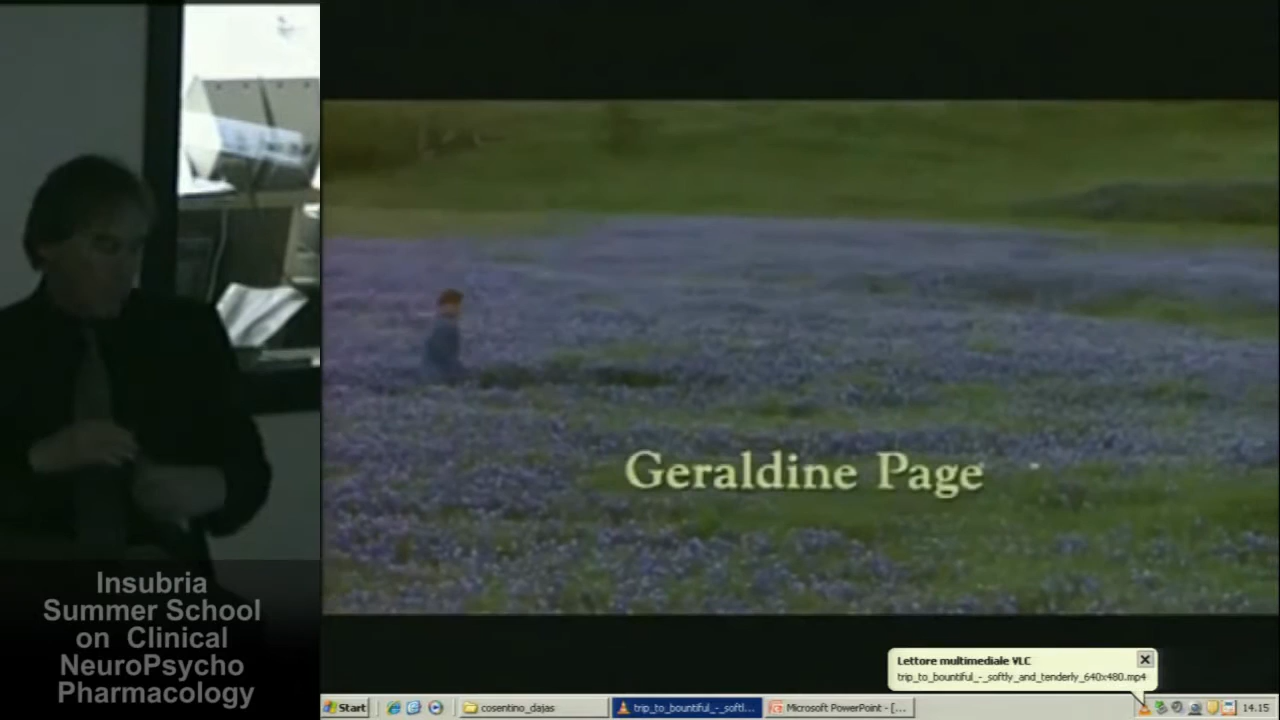 Geraldine Page
Insubria
Summer School
on Clinical
NeuroPsycho
Pharmacology
Lettore multimediale VLC
trip_to_bountiful_-_softly_and_tenderly_640x480.mp4
Start
cosentino_dajas
trip_to_bountiful_-_softl...
Microsoft PowerPoint - [...
14.15